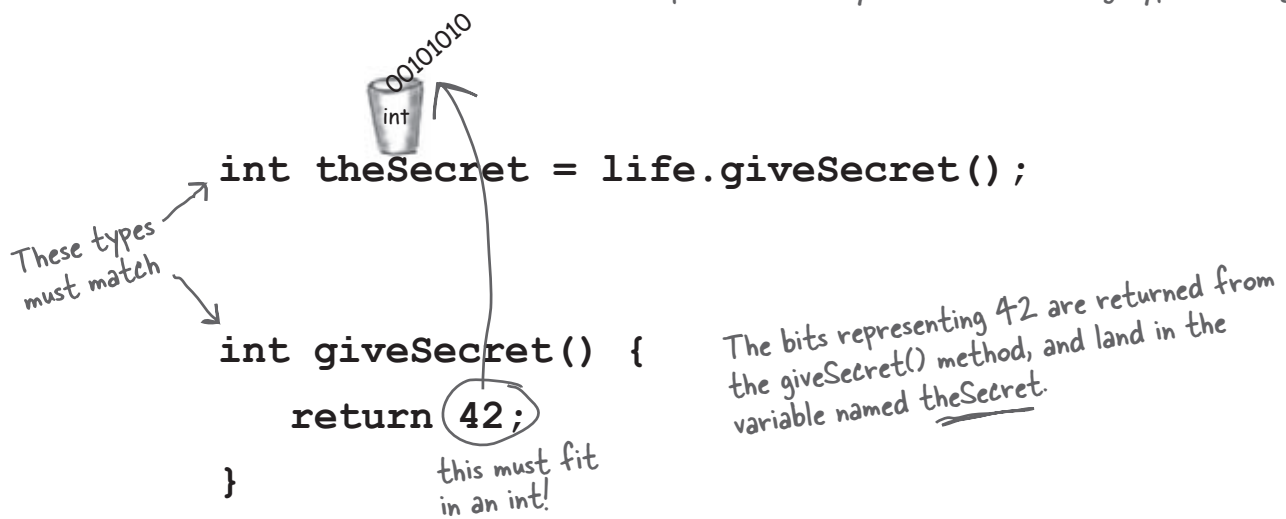 00101010
int
int theSecret = life.giveSecret();
These types
must match
int giveSecret() {
return 42;
}
this must fit
in an int!
The bits representing 42 are returned from
the giveSecret() method, and land in the
variable named theSecret.